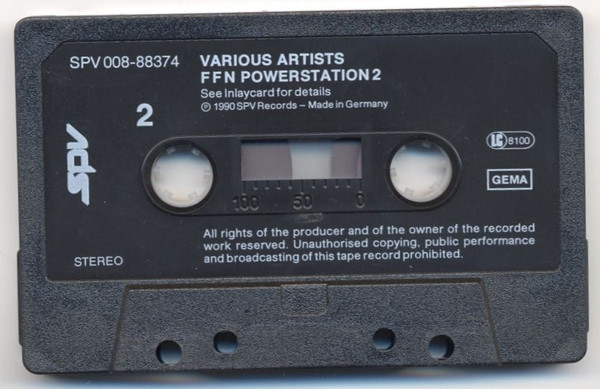 SPV 008-88374
VARIOUS ARTISTS
FFN POWERSTATION 2
See Inlaycard for details
℗ 1990 SPV Records – Made in Germany
2
LC 8100
spv
GEMA
100 50 0
All rights of the producer and of the owner of the recorded
work reserved. Unauthorised copying, public performance
and broadcasting of this tape record prohibited.
STEREO